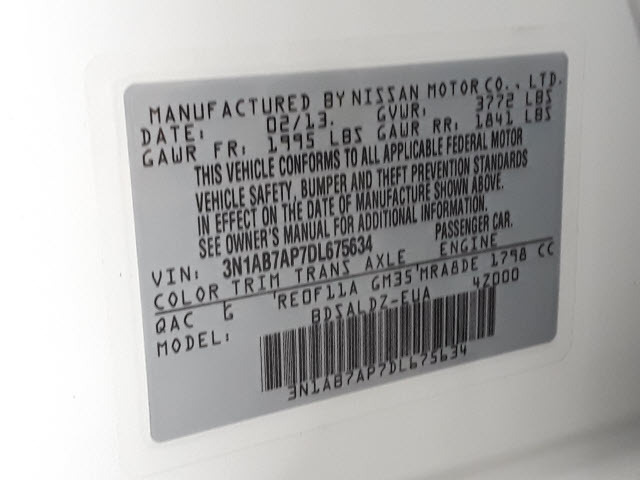 MANUFACTURED BY NISSAN MOTOR CO., LTD.
DATE: 02/13. GVWR: 3772 LBS
GAWR FR: 1995 LBS GAWR RR: 1841 LBS
THIS VEHICLE CONFORMS TO ALL APPLICABLE FEDERAL MOTOR
VEHICLE SAFETY, BUMPER AND THEFT PREVENTION STANDARDS
IN EFFECT ON THE DATE OF MANUFACTURE SHOWN ABOVE.
SEE OWNER'S MANUAL FOR ADDITIONAL INFORMATION.
VIN: 3N1AB7AP7DL675634 PASSENGER CAR.
COLOR TRIM TRANS AXLE ENGINE
QAC G RE0F11A GM35 MRA8DE 1798 CC
MODEL: BDSALDZ-EUA 42000
3N1AB7AP7DL675634